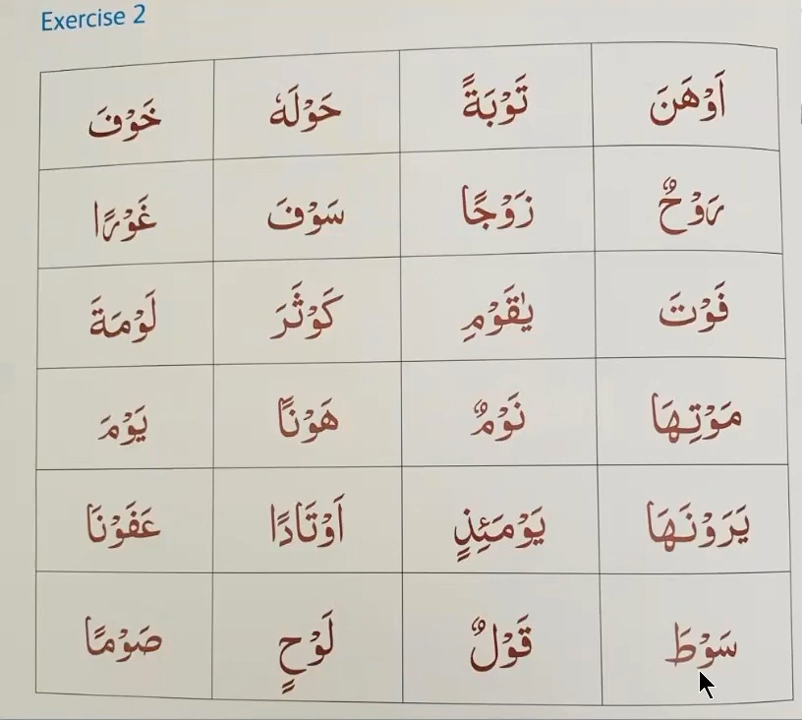 Exercise 2
اَوْهَنَ تَوْبَةً حَوْلَهٗ خَوْفَ
رَوْحٌ زَوْجًا سَوْفَ غَوْرًا
فَوْتَ يٰقَوْمِ كَوْثَرَ لَوْمَةَ
مَوْتِهَا نَوْمٌ هَوْنًا يَوْمَ
يَرَوْنَهَا يَوْمَئِذٍ اَوْتَادًا عَفَوْنَا
سَوْطَ قَوْلٌ لَوْحٍ صَوْمًا